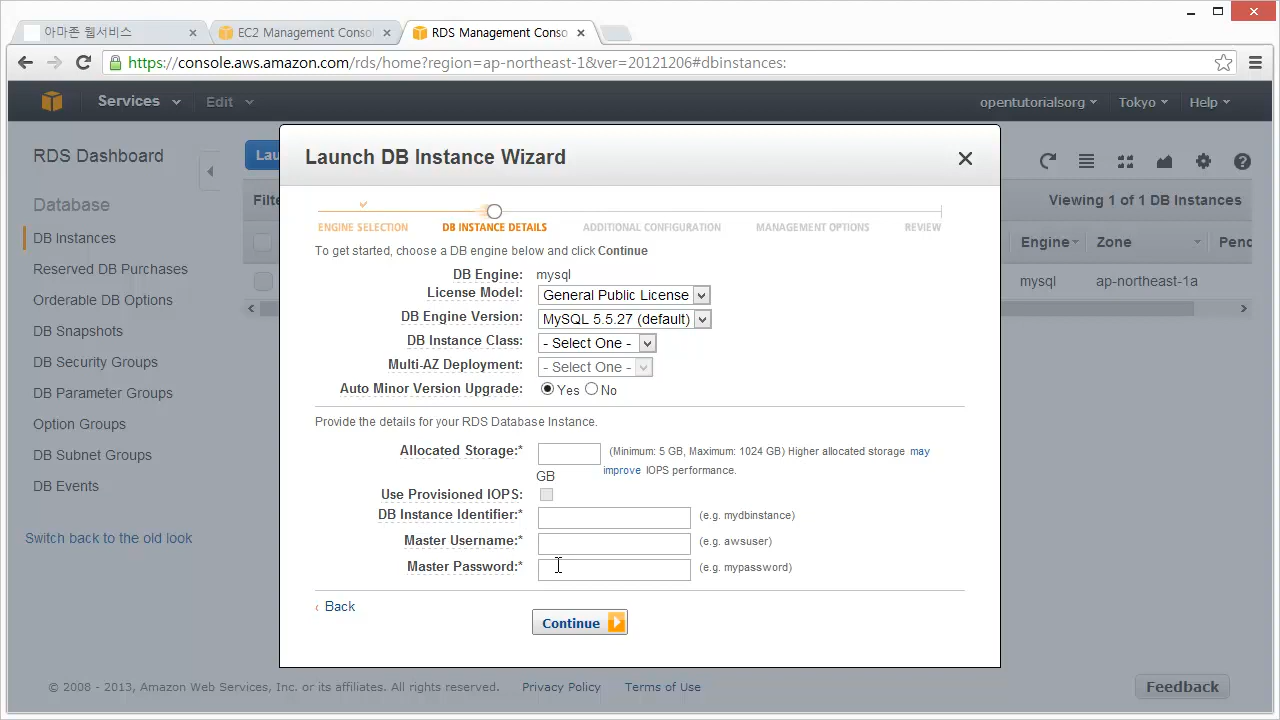 아마존 웹서비스
EC2 Management Consol
RDS Management Conso
https://console.aws.amazon.com/rds/home?region=ap-northeast-1&ver=20121206#dbinstances:
Services Edit opentutorialsorg Tokyo Help
RDS Dashboard
Database
DB Instances
Reserved DB Purchases
Orderable DB Options
DB Snapshots
DB Security Groups
DB Parameter Groups
Option Groups
DB Subnet Groups
DB Events
Switch back to the old look
Lau
Filte
Viewing 1 of 1 DB Instances
Engine Zone Pend
mysql ap-northeast-1a
Launch DB Instance Wizard
ENGINE SELECTION DB INSTANCE DETAILS ADDITIONAL CONFIGURATION MANAGEMENT OPTIONS REVIEW
To get started, choose a DB engine below and click Continue
DB Engine: mysql
License Model: General Public License
DB Engine Version: MySQL 5.5.27 (default)
DB Instance Class: - Select One -
Multi-AZ Deployment: - Select One -
Auto Minor Version Upgrade: Yes No
Provide the details for your RDS Database Instance.
Allocated Storage:* (Minimum: 5 GB, Maximum: 1024 GB) Higher allocated storage may
improve IOPS performance.
GB
Use Provisioned IOPS:
DB Instance Identifier:* (e.g. mydbinstance)
Master Username:* (e.g. awsuser)
Master Password:* (e.g. mypassword)
‹ Back
Continue
© 2008 - 2013, Amazon Web Services, Inc. or its affiliates. All rights reserved. Privacy Policy Terms of Use
Feedback